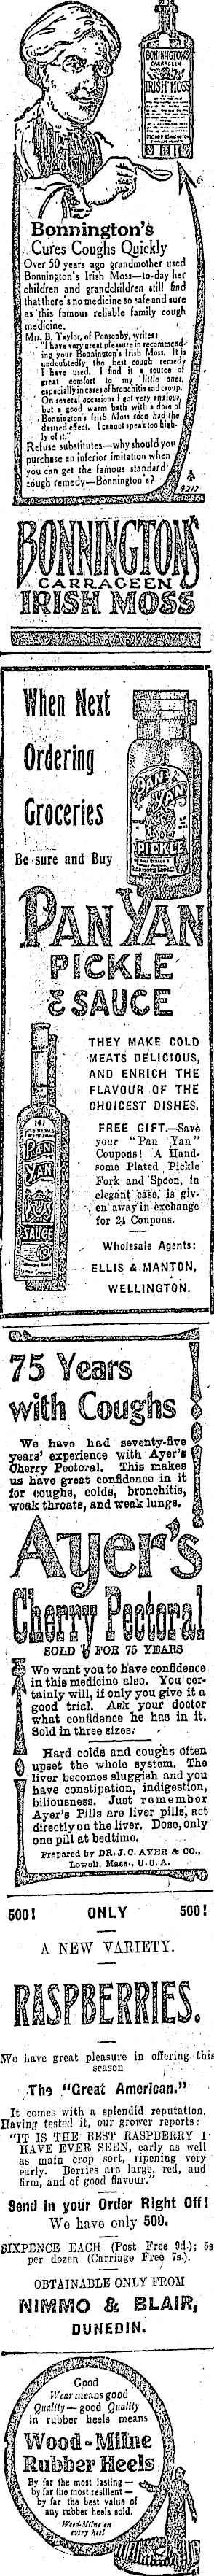 BONNINGTON'S
CARRAGEEN
IRISH MOSS
Bonnington's
Cures Coughs Quickly
Over 50 years ago grandmother used
Bonnington's Irish Moss—to-day her
children and grandchildren still find
that there's no medicine so safe and sure
as this famous reliable family cough
medicine.
Mrs. B. Taylor, of Ponsonby, writes:
"I have very great pleasure in recommend-
ing your Bonnington's Irish Moss. It is
undoubtedly the best cough remedy
I have used. I find it a source of
great comfort to my little ones,
especially in cases of bronchitis and croup.
On several occasions I got very anxious,
but a good warm bath with a dose of
Bonnington's Irish Moss soon had the
desired effect. I cannot speak too high-
ly of it."
Refuse substitutes—why should you
purchase an inferior imitation when
you can get the famous standard
cough remedy—Bonnington's?
BONNINGTON'S
CARRAGEEN
IRISH MOSS
When Next
Ordering
Groceries
Be sure and Buy
PAN YAN
PICKLE
PAN YAN
PICKLE
& SAUCE
THEY MAKE COLD
MEATS DELICIOUS,
AND ENRICH THE
FLAVOUR OF THE
CHOICEST DISHES.
FREE GIFT.—Save
your "Pan Yan"
Coupons! A Hand-
some Plated Pickle
Fork and Spoon, in
elegant case, is giv-
en away in exchange
for 24 Coupons.
PAN
YAN
SAUCE
Wholesale Agents:
ELLIS & MANTON,
WELLINGTON.
75 Years
with Coughs
We have had seventy-five
years' experience with Ayer's
Cherry Pectoral. This makes
us have great confidence in it
for coughs, colds, bronchitis,
weak throats, and weak lungs.
Ayer's
Cherry Pectoral
SOLD FOR 75 YEARS
We want you to have confidence
in this medicine also. You cer-
tainly will, if only you give it a
good trial. Ask your doctor
what confidence he has in it.
Sold in three sizes.
Hard colds and coughs often
upset the whole system. The
liver becomes sluggish and you
have constipation, indigestion,
biliousness. Just remember
Ayer's Pills are liver pills, act
directly on the liver. Dose, only
one pill at bedtime.
Prepared by DR. J. C. AYER & CO.,
Lowell, Mass., U.S.A.
500! ONLY 500!
A NEW VARIETY.
RASPBERRIES.
We have great pleasure in offering this
season
The "Great American."
It comes with a splendid reputation.
Having tested it, our grower reports:
"IT IS THE BEST RASPBERRY I
HAVE EVER SEEN, early as well
as main crop sort, ripening very
early. Berries are large, red, and
firm, and of good flavour."
Send in your Order Right Off!
We have only 500.
SIXPENCE EACH (Post Free 9d.); 5s
per dozen (Carriage Free 7s.).
OBTAINABLE ONLY FROM
NIMMO & BLAIR,
DUNEDIN.
Good
Wear means good
Quality—good Quality
in rubber heels means
Wood-Milne
Rubber Heels
By far the most lasting—
by far the most resilient—
by far the best value of
any rubber heels sold.
Wood-Milne on
every heel